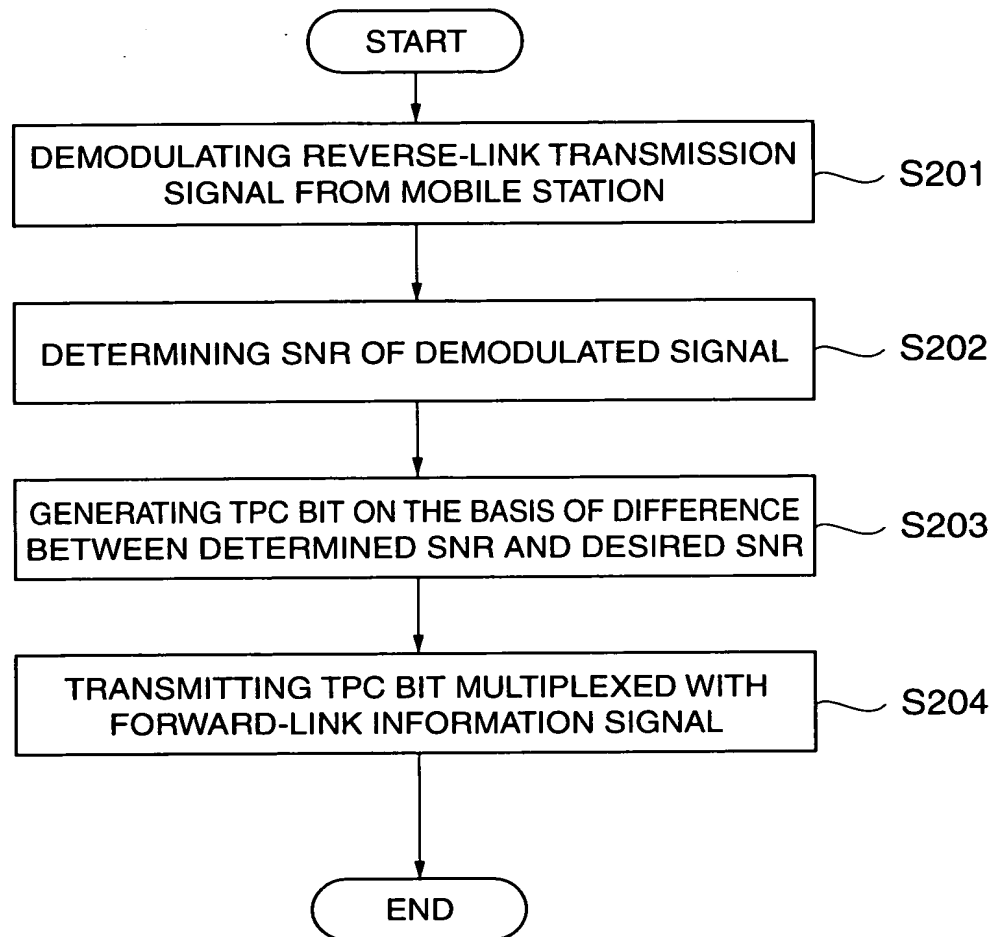 START
DEMODULATING REVERSE-LINK TRANSMISSION
SIGNAL FROM MOBILE STATION
S201
DETERMINING SNR OF DEMODULATED SIGNAL
S202
GENERATING TPC BIT ON THE BASIS OF DIFFERENCE
BETWEEN DETERMINED SNR AND DESIRED SNR
S203
TRANSMITTING TPC BIT MULTIPLEXED WITH
FORWARD-LINK INFORMATION SIGNAL
S204
END